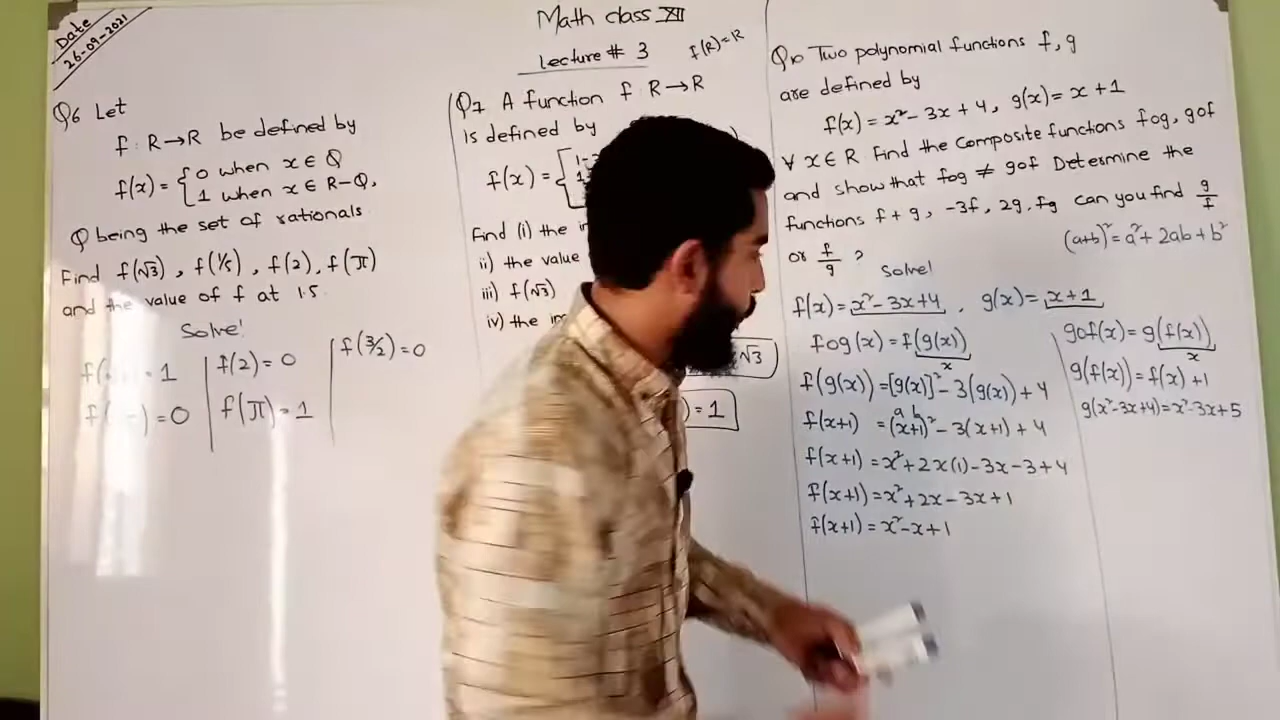 Date
26-09-2021
Math class XII
Lecture # 3
f(R)=R
Q6 Let
f: R→R be defined by
f(x)={0 when x∈Q
1 when x∈R-Q,
Q being the set of rationals
Find f(√3), f(1/5), f(2), f(π)
and the value of f at 1.5
Solve!
= 1
=0
f(2)=0
f(π)=1
f(3/2)=0
Q7 A function f R→R
is defined by
f(x)=
Find (i) the
ii) the value
iii) f(√3)
iv) the
√3
)=1
Q10 Two polynomial functions f, g
are defined by
f(x)=x²-3x+4, g(x)=x+1
∀ x∈R Find the Composite functions fog, gof
and show that fog ≠ gof Determine the
functions f+g, -3f, 2g, fg can you find g/f
or f/g ?
(a+b)²=a²+2ab+b²
Solve!
f(x)=x²-3x+4, g(x)=x+1
fog(x)=f(g(x))
x
f(g(x))=[g(x)]²-3(g(x))+4
a b
f(x+1) =(x+1)²-3(x+1)+4
f(x+1)=x²+2x(1)-3x-3+4
f(x+1)=x²+2x-3x+1
f(x+1)=x²-x+1
gof(x)=g(f(x))
x
g(f(x))=f(x)+1
g(x²-3x+4)=x²-3x+5